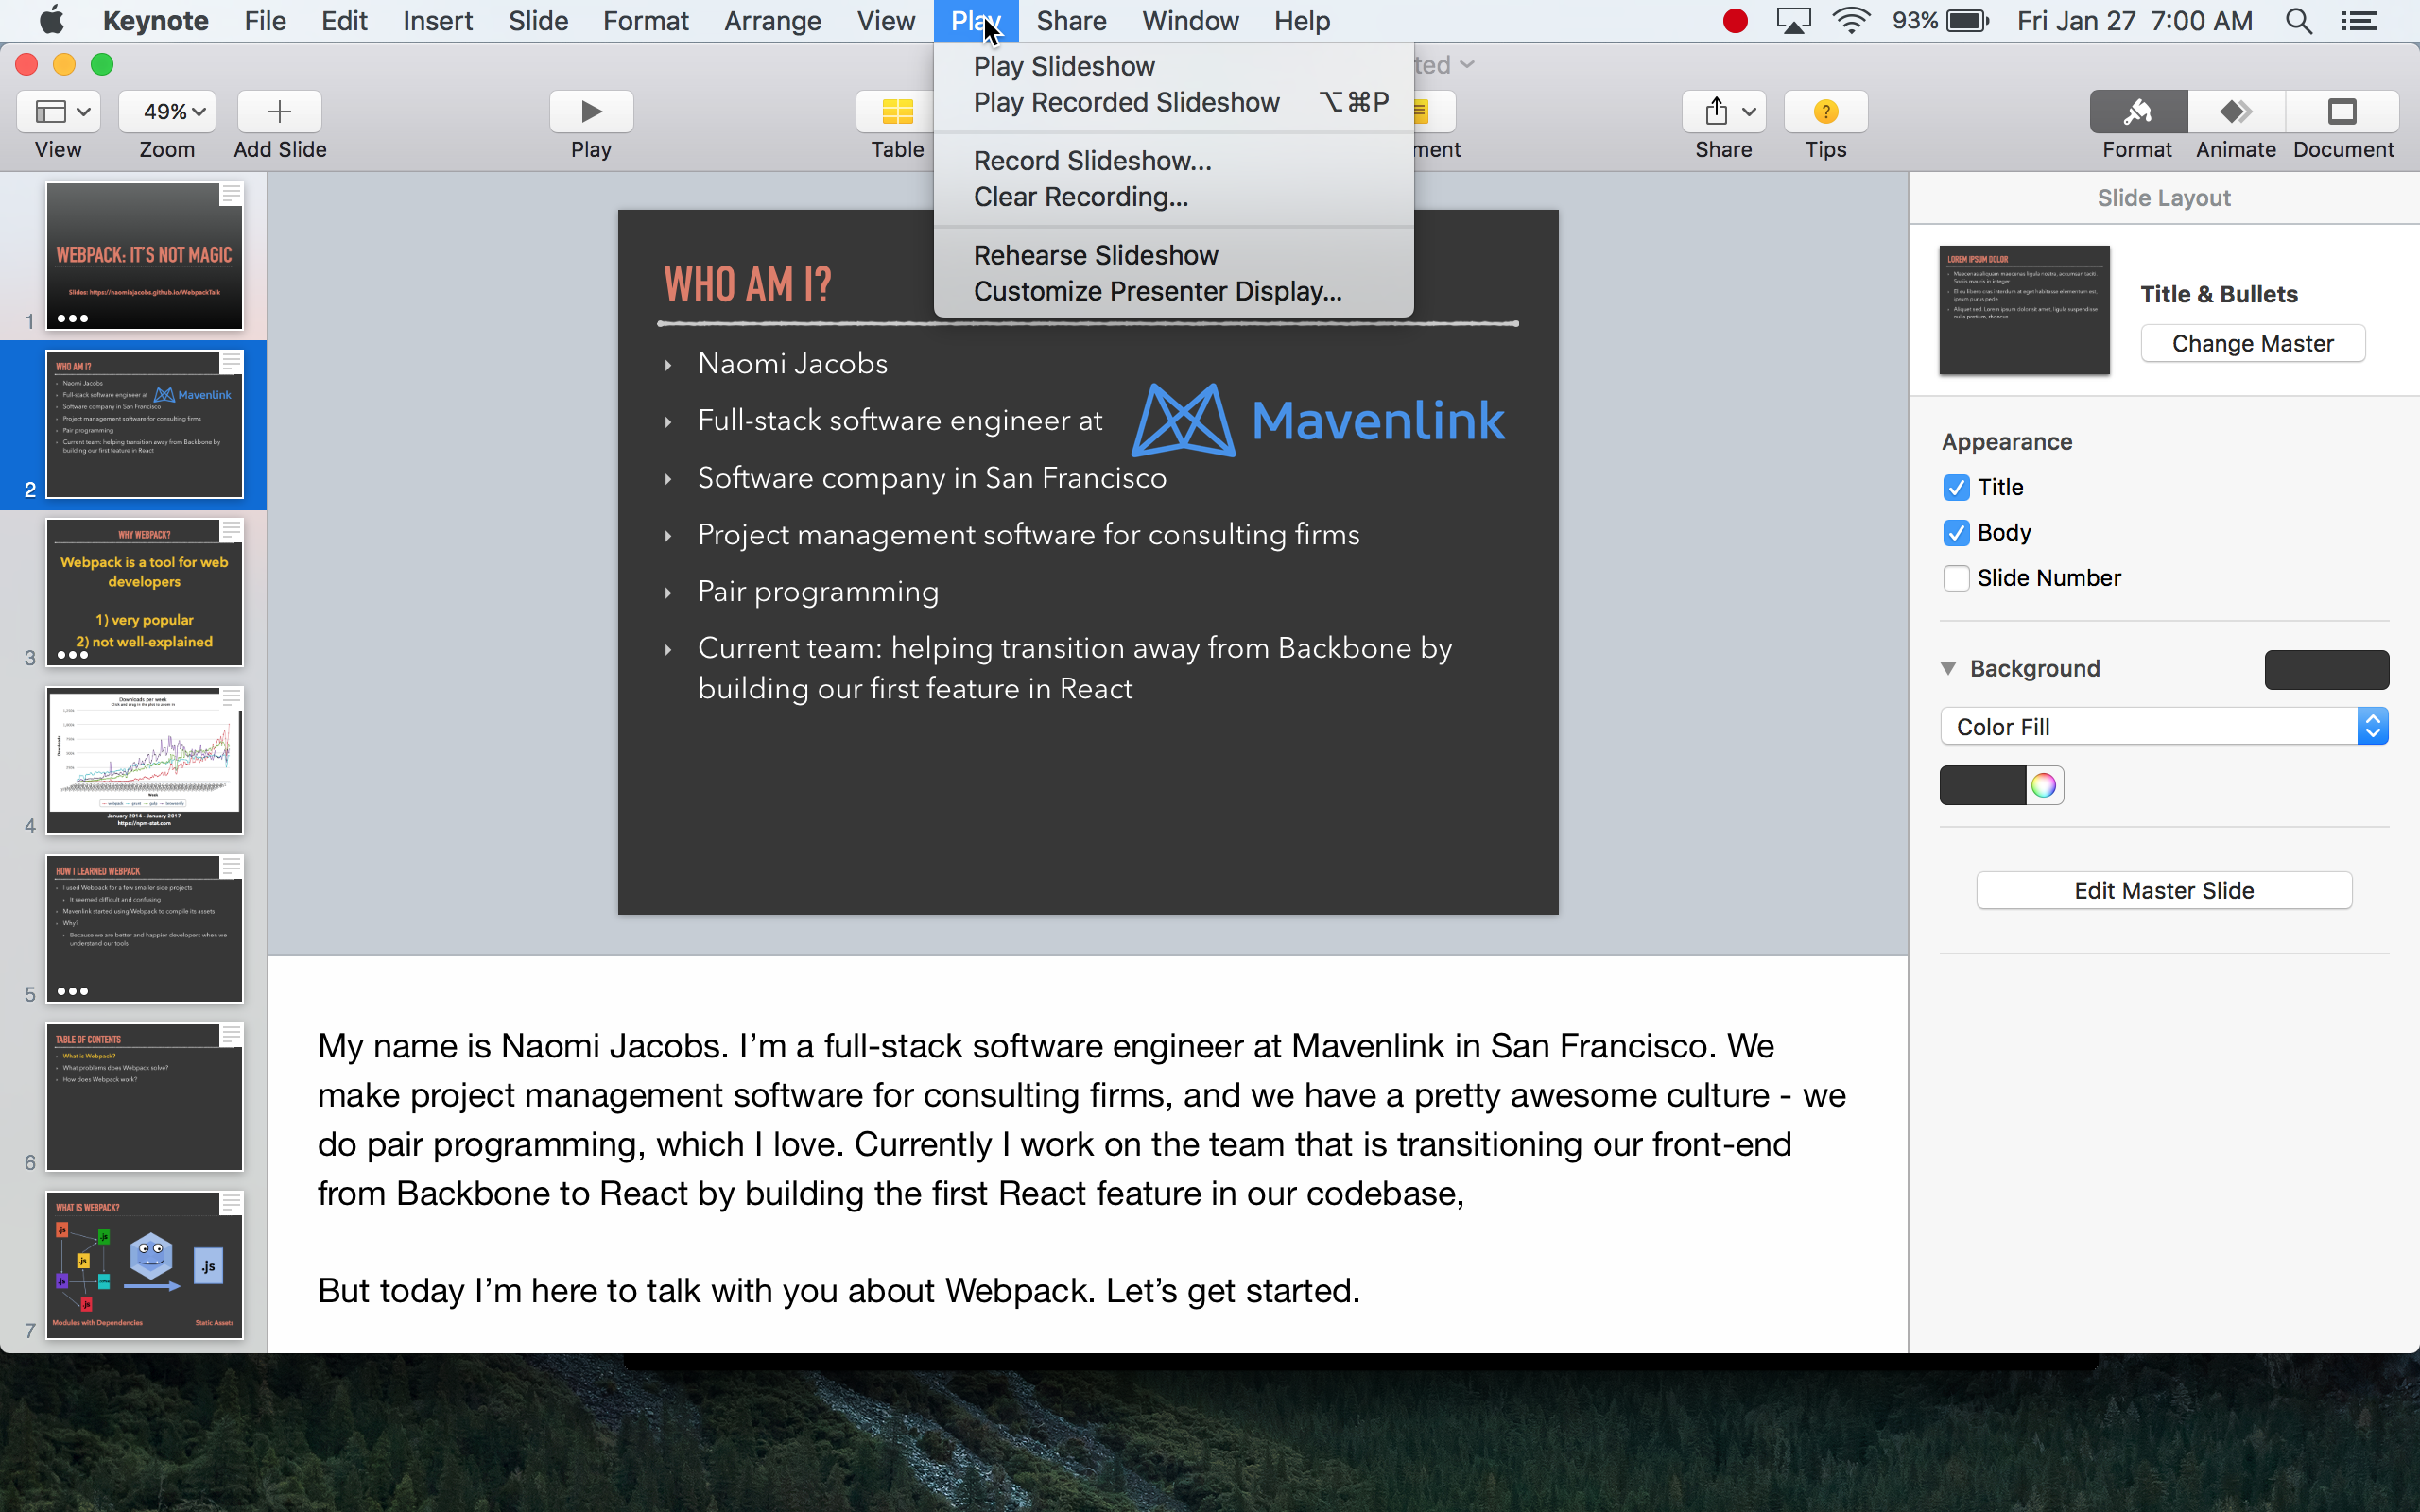 Keynote File Edit Insert Slide Format Arrange View Play Share Window Help 93% Fri Jan 27 7:00 AM
ted
Play Slideshow
Play Recorded Slideshow ⌥⌘P
Record Slideshow...
Clear Recording...
Rehearse Slideshow
Customize Presenter Display...
49%
View Zoom Add Slide Play Table ment Share Tips Format Animate Document
1
WEBPACK: IT'S NOT MAGIC
Slides: https://naomiajacobs.github.io/WebpackTalk
2
WHO AM I?
Naomi Jacobs
Full-stack software engineer at Mavenlink
Software company in San Francisco
Project management software for consulting firms
Pair programming
Current team: helping transition away from Backbone by
building our first feature in React
3
WHY WEBPACK?
Webpack is a tool for web
developers
1) very popular
2) not well-explained
4
Downloads per week
January 2014 - January 2017
https://npm-stat.com
5
HOW I LEARNED WEBPACK
I used Webpack for a few smaller side projects
It seemed difficult and confusing
Mavenlink started using Webpack to compile its assets
Why?
Because we are better and happier developers when we
understand our tools
6
TABLE OF CONTENTS
What is Webpack?
What problems does Webpack solve?
How does Webpack work?
7
WHAT IS WEBPACK?
.js
Modules with Dependencies Static Assets
WHO AM I?
Naomi Jacobs
Full-stack software engineer at Mavenlink
Software company in San Francisco
Project management software for consulting firms
Pair programming
Current team: helping transition away from Backbone by
building our first feature in React
My name is Naomi Jacobs. I'm a full-stack software engineer at Mavenlink in San Francisco. We
make project management software for consulting firms, and we have a pretty awesome culture - we
do pair programming, which I love. Currently I work on the team that is transitioning our front-end
from Backbone to React by building the first React feature in our codebase,
But today I'm here to talk with you about Webpack. Let's get started.
Slide Layout
LOREM IPSUM DOLOR
Title & Bullets
Change Master
Appearance
Title
Body
Slide Number
Background
Color Fill
Edit Master Slide